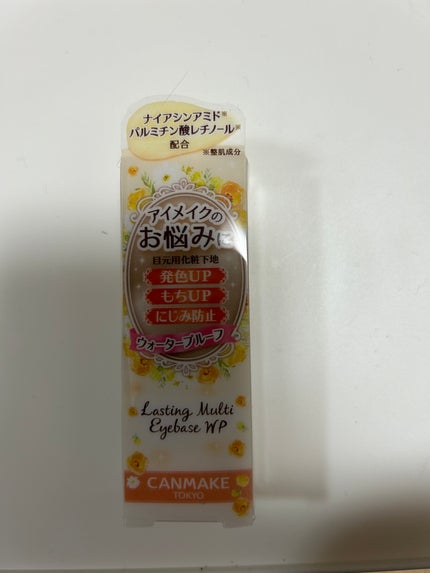 ナイアシンアミド※
パルミチン酸レチノール※
配合
※整肌成分
アイメイクの
お悩みに
目元用化粧下地
発色UP
もちUP
にじみ防止
ウォータープルーフ
Lasting Multi
Eyebase WP
CANMAKE
TOKYO